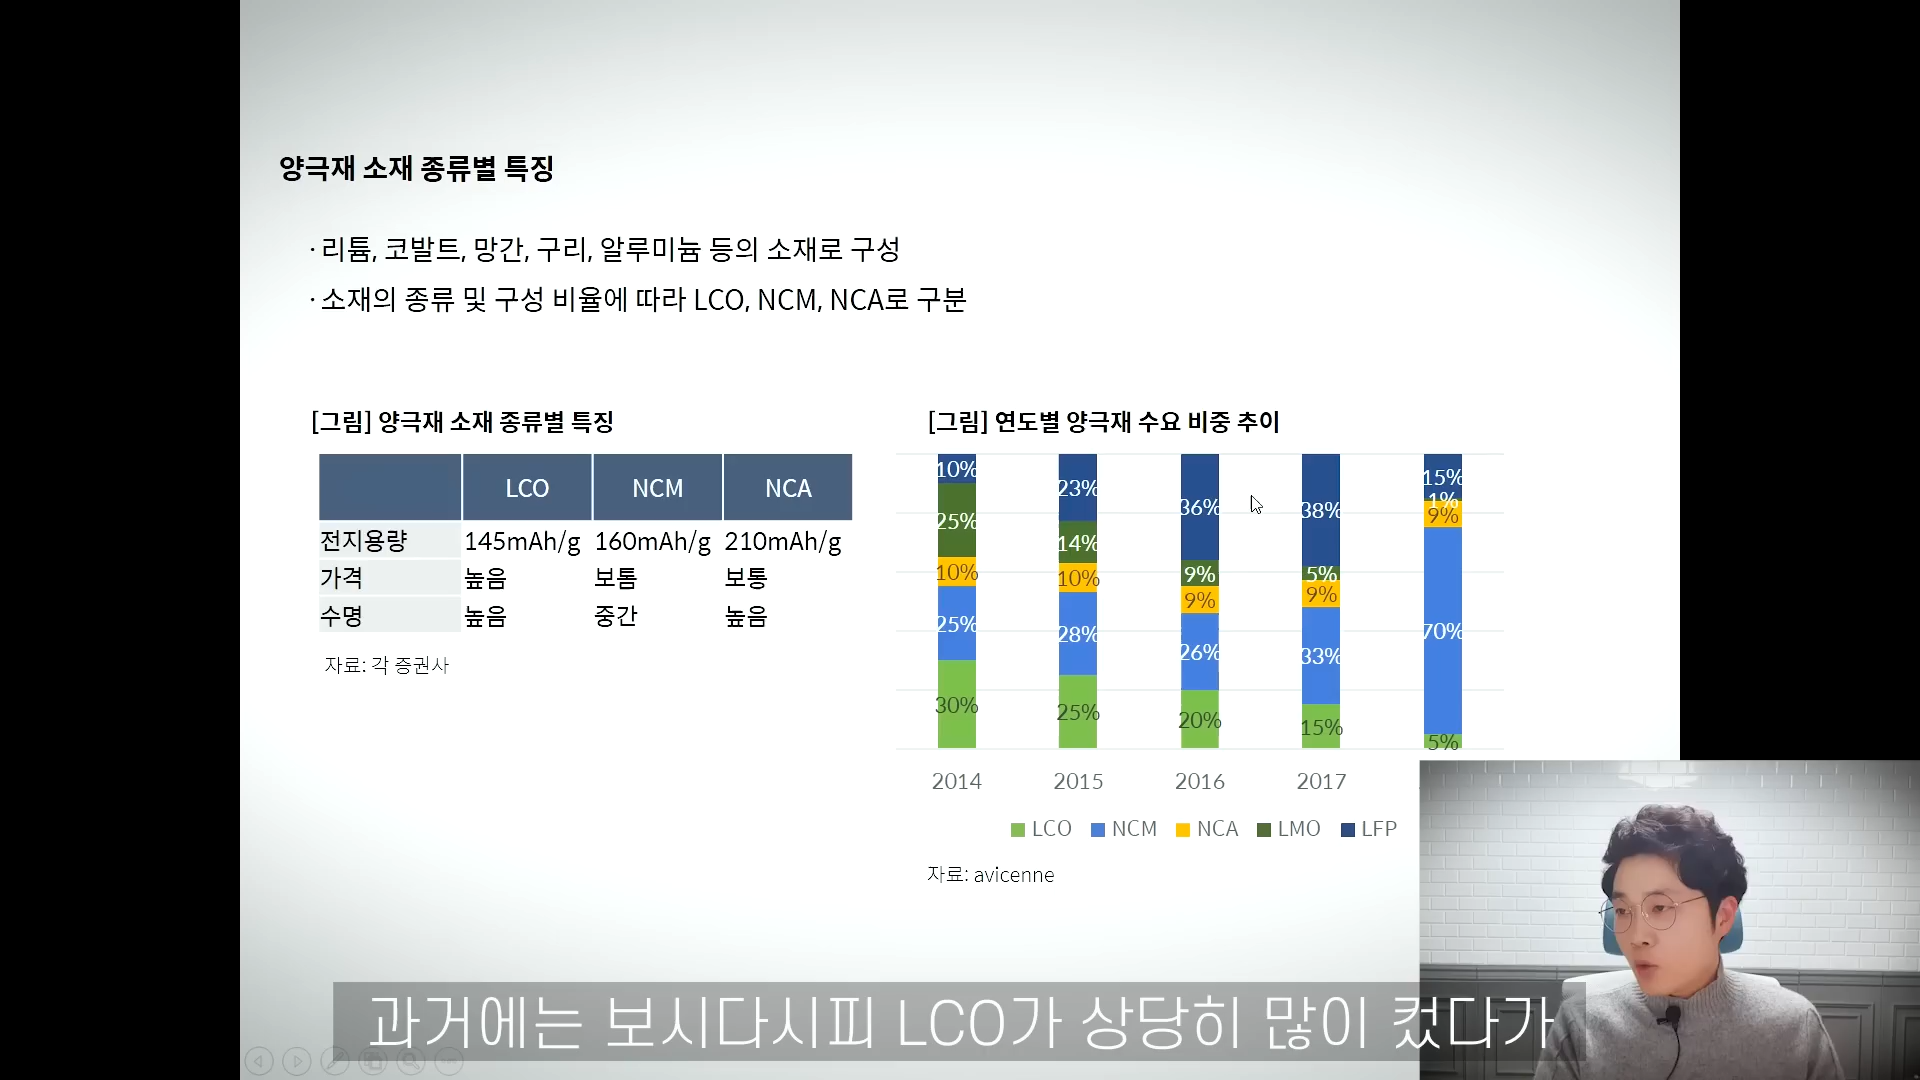 양극재 소재 종류별 특징
· 리튬, 코발트, 망간, 구리, 알루미늄 등의 소재로 구성
· 소재의 종류 및 구성 비율에 따라 LCO, NCM, NCA로 구분
[그림] 양극재 소재 종류별 특징
LCO NCM NCA
전지용량 145mAh/g 160mAh/g 210mAh/g
가격 높음 보톰 보통
수명 높음 중간 높음
자료: 각 증권사
[그림] 연도별 양극재 수요 비중 추이
10% 23% 36% 38% 15%
25% 14% 9% 5% 1%
10% 10% 9% 9% 9%
25% 28% 26% 33% 70%
30% 25% 20% 15% 5%
2014 2015 2016 2017
LCO NCM NCA LMO LFP
자료: avicenne
과거에는 보시다시피 LCO가 상당히 많이 컸다가